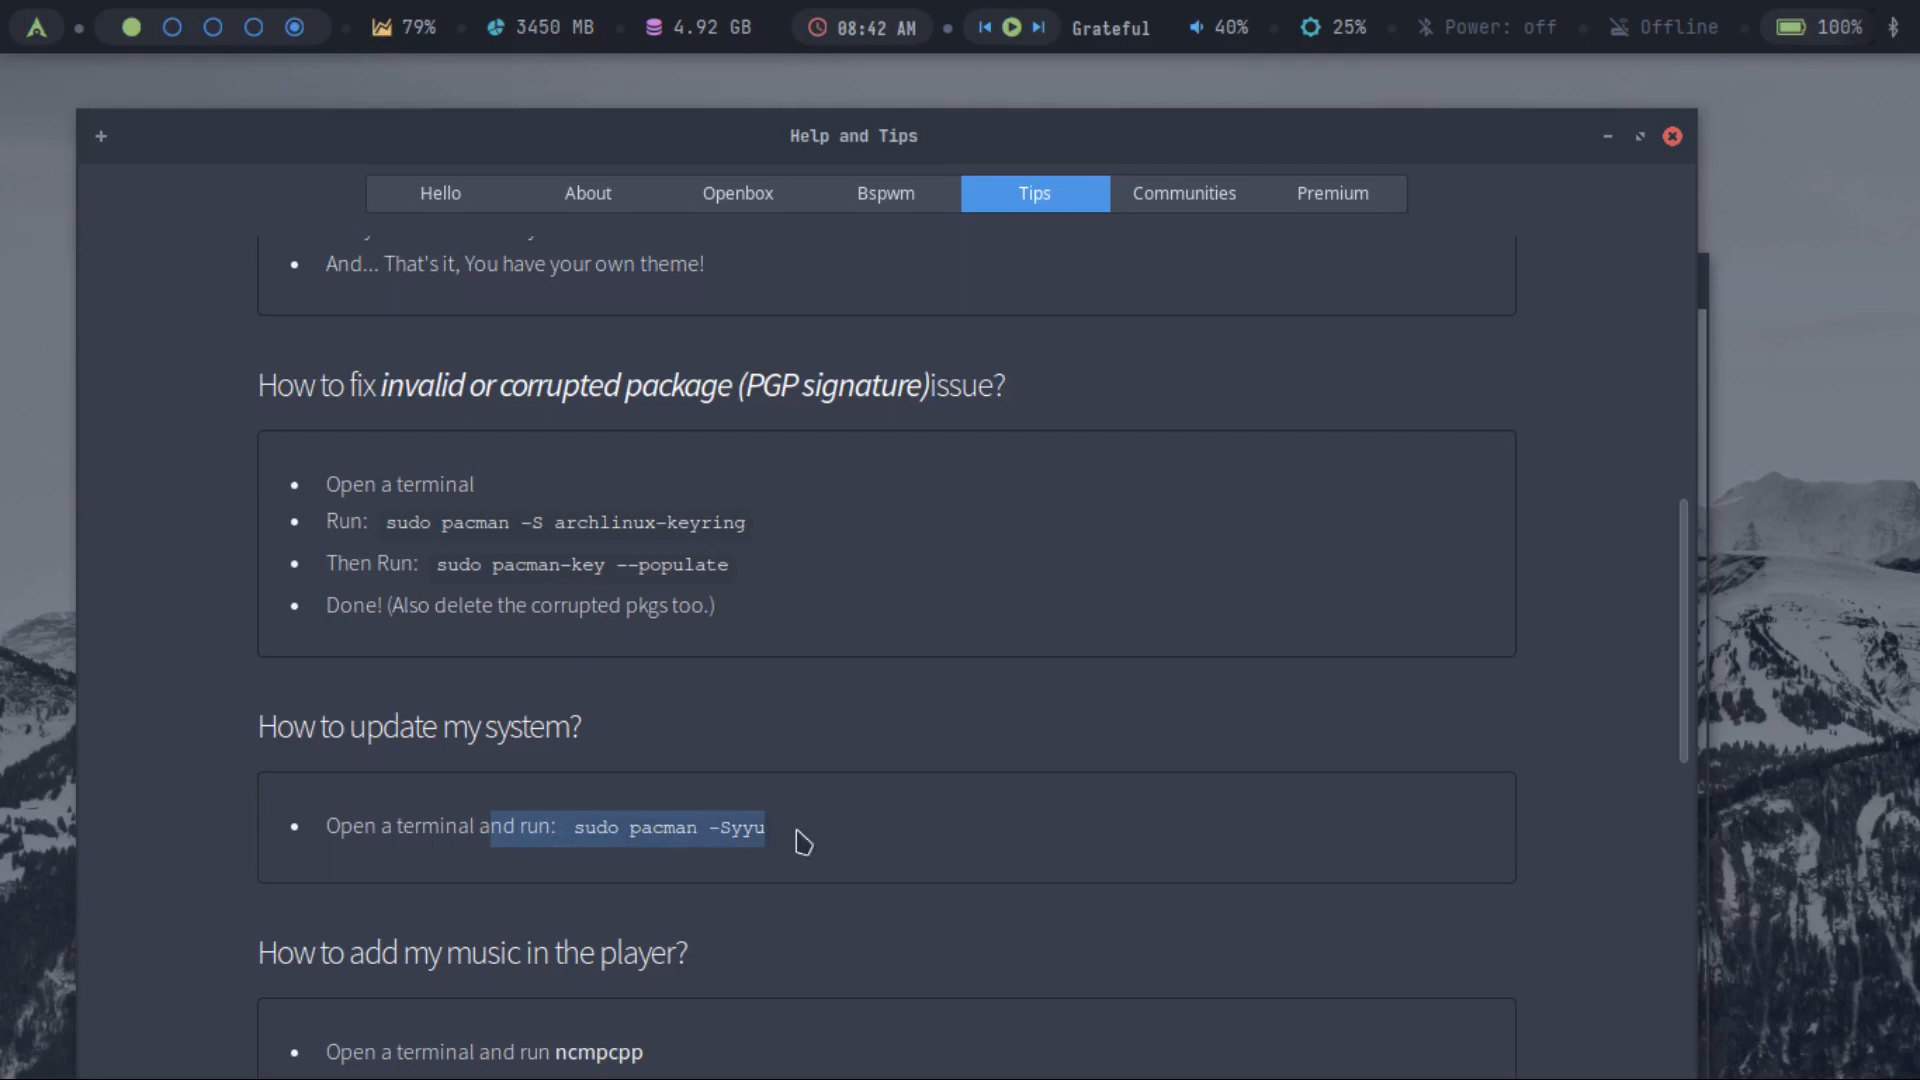 79% 3450 MB 4.92 GB 08:42 AM Grateful 40% 25% Power: off Offline 100%
+ Help and Tips
Hello About Openbox Bspwm Tips Communities Premium
And... That's it, You have your own theme!
How to fix invalid or corrupted package (PGP signature)issue?
Open a terminal
Run: sudo pacman -S archlinux-keyring
Then Run: sudo pacman-key --populate
Done! (Also delete the corrupted pkgs too.)
How to update my system?
Open a terminal and run: sudo pacman -Syyu
How to add my music in the player?
Open a terminal and run ncmpcpp